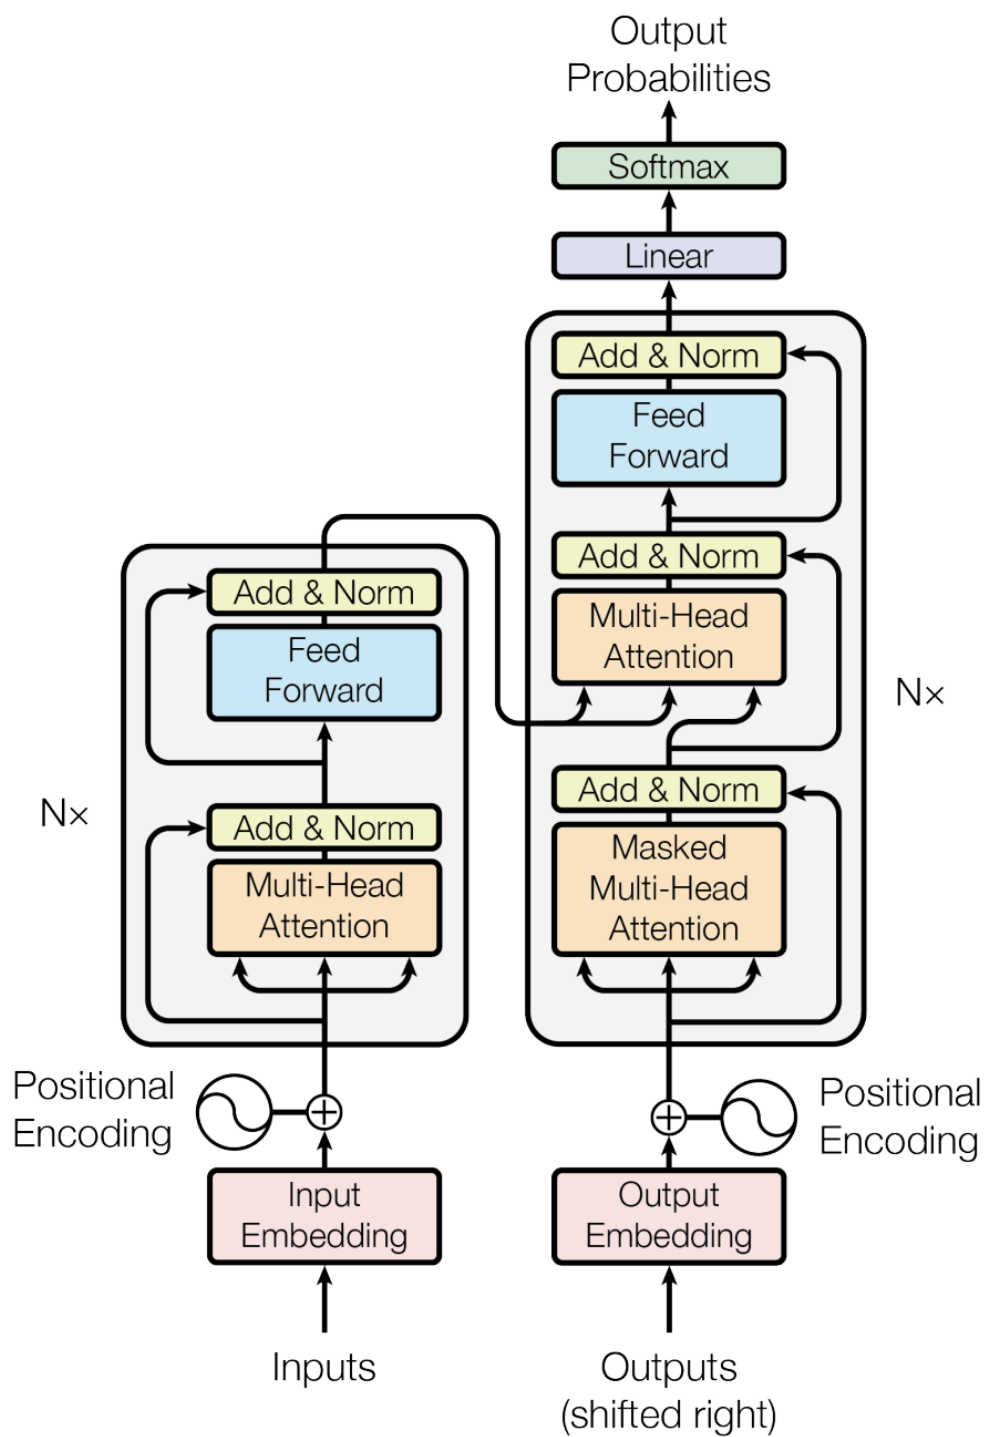 Output
Probabilities
Softmax
Linear
Add & Norm
Feed
Forward
Add & Norm
Multi-Head
Attention
N×
Add & Norm
Masked
Multi-Head
Attention
Add & Norm
Feed
Forward
N×
Add & Norm
Multi-Head
Attention
Positional
Encoding
Positional
Encoding
Input
Embedding
Output
Embedding
Inputs
Outputs
(shifted right)